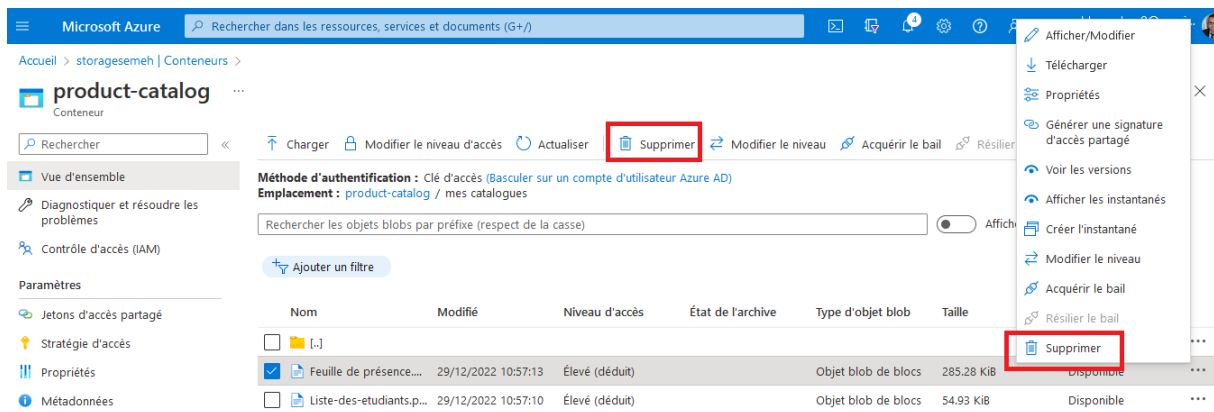 Microsoft Azure
Rechercher dans les ressources, services et documents (G+/)
4
Accueil > storagesemeh | Conteneurs >
product-catalog ...
Conteneur
Rechercher
«
Charger Modifier le niveau d'accès Actualiser Supprimer Modifier le niveau Acquérir le bail Résilier
Vue d'ensemble
Diagnostiquer et résoudre les
problèmes
Contrôle d'accès (IAM)
Paramètres
Jetons d'accès partagé
Stratégie d'accès
Propriétés
Métadonnées
Méthode d'authentification : Clé d'accès (Basculer sur un compte d'utilisateur Azure AD)
Emplacement : product-catalog / mes catalogues
Rechercher les objets blobs par préfixe (respect de la casse)
Ajouter un filtre
Nom Modifié Niveau d'accès État de l'archive Type d'objet blob Taille
[..]
Feuille de présence.... 29/12/2022 10:57:13 Élevé (déduit) Objet blob de blocs 285.28 KiB Disponible
Liste-des-etudiants.p... 29/12/2022 10:57:10 Élevé (déduit) Objet blob de blocs 54.93 KiB Disponible
Afficher/Modifier
Télécharger
Propriétés
Générer une signature
d'accès partagé
Voir les versions
Afficher les instantanés
Créer l'instantané
Modifier le niveau
Acquérir le bail
Résilier le bail
Supprimer